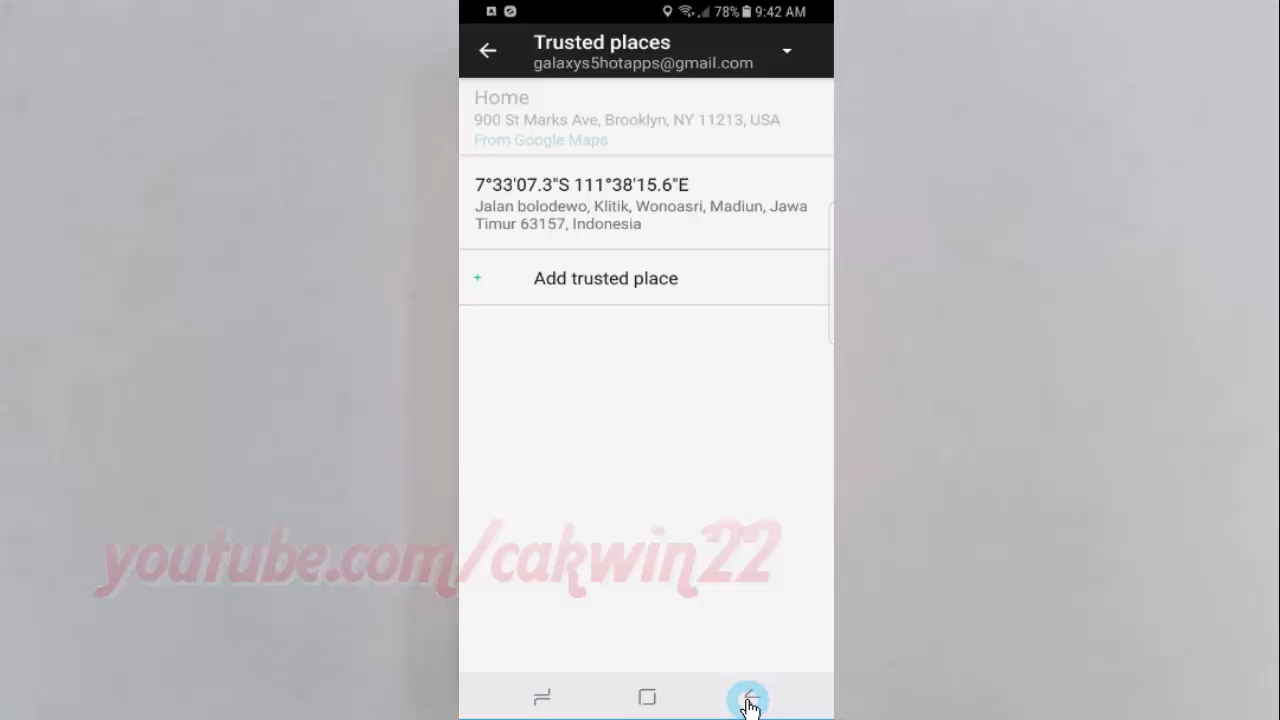 78% 9:42 AM
Trusted places
galaxys5hotapps@gmail.com
Home
900 St Marks Ave, Brooklyn, NY 11213, USA
From Google Maps
7°33'07.3"S 111°38'15.6"E
Jalan bolodewo, Klitik, Wonoasri, Madiun, Jawa
Timur 63157, Indonesia
+ Add trusted place
youtube.com/cakwin22